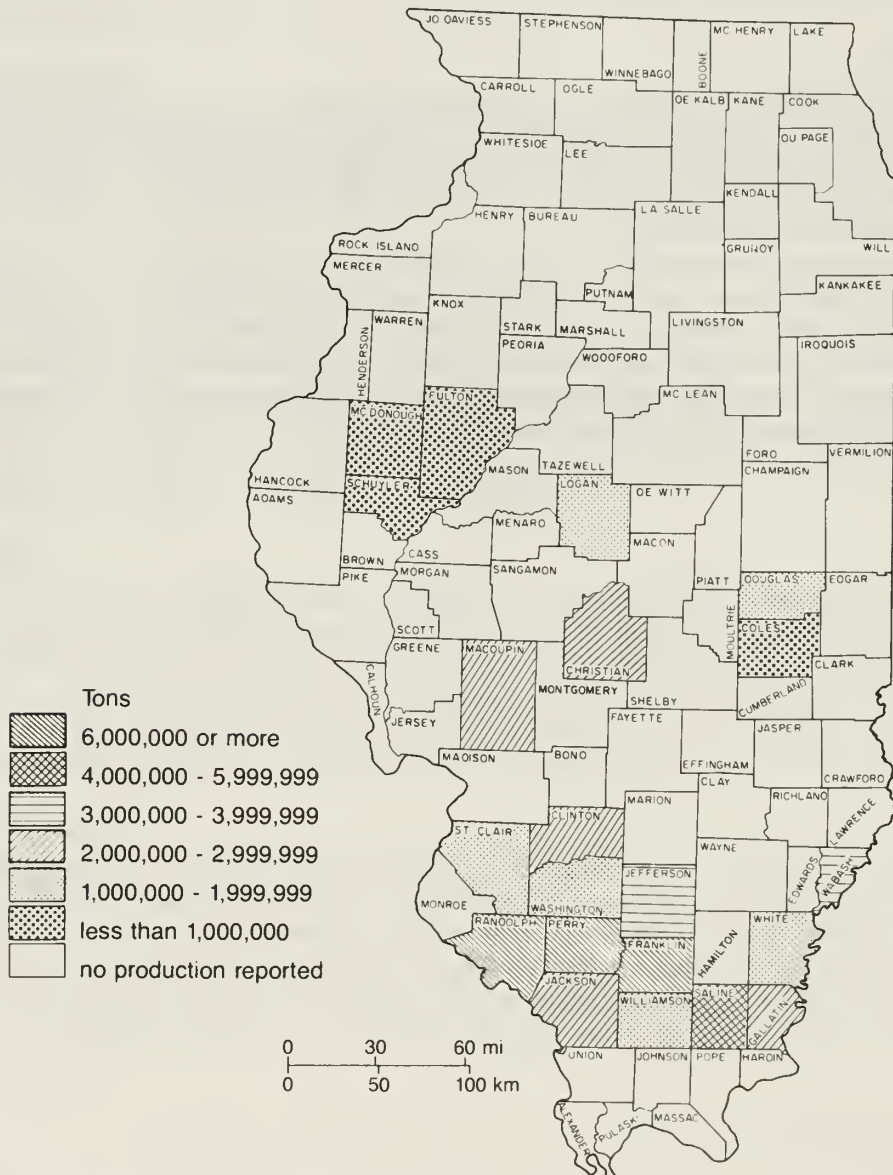 JO OAVIESS STEPHENSON WINNEBAGO BOONE MC HENRY LAKE
CARROLL OGLE OE KALB KANE COOK
OU PAGE
WHITESIOE LEE
KENDALL
HENRY BUREAU LA SALLE
ROCK ISLAND GRUNOY WILL
MERCER
PUTNAM KANKAKEE
KNOX
HENDERSON WARREN STARK MARSHALL LIVINGSTON
PEORIA IROQUOIS
WOOOFORO
FULTON MC LEAN
MC DONOUGH
HANCOCK SCHUYLER MASON TAZEWELL FORO VERMILION
ADAMS LOGAN OE WITT CHAMPAIGN
MENARO
BROWN CASS MACON
PIKE MORGAN SANGAMON PIATT DOUGLAS EDGAR
SCOTT MOULTRIE COLES
GREENE MACOUPIN CHRISTIAN CLARK
CALHOUN MONTGOMERY SHELBY CUMBERLAND
JERSEY FAYETTE JASPER
MAOISON BONO EFFINGHAM CRAWFORO
CLAY
MARION RICHLAND LAWRENCE
ST. CLAIR CLINTON
WAYNE
JEFFERSON EDWARDS WABASH
MONROE WASHINGTON
RANDOLPH PERRY WHITE
FRANKLIN HAMILTON
JACKSON WILLIAMSON SALINE GALLATIN
UNION JOHNSON POPE HAROIN
ALEXANDER PULASKI MASSAC
Tons
6,000,000 or more
4,000,000 - 5,999,999
3,000,000 - 3,999,999
2,000,000 - 2,999,999
1,000,000 - 1,999,999
less than 1,000,000
no production reported
0 30 60 mi
0 50 100 km